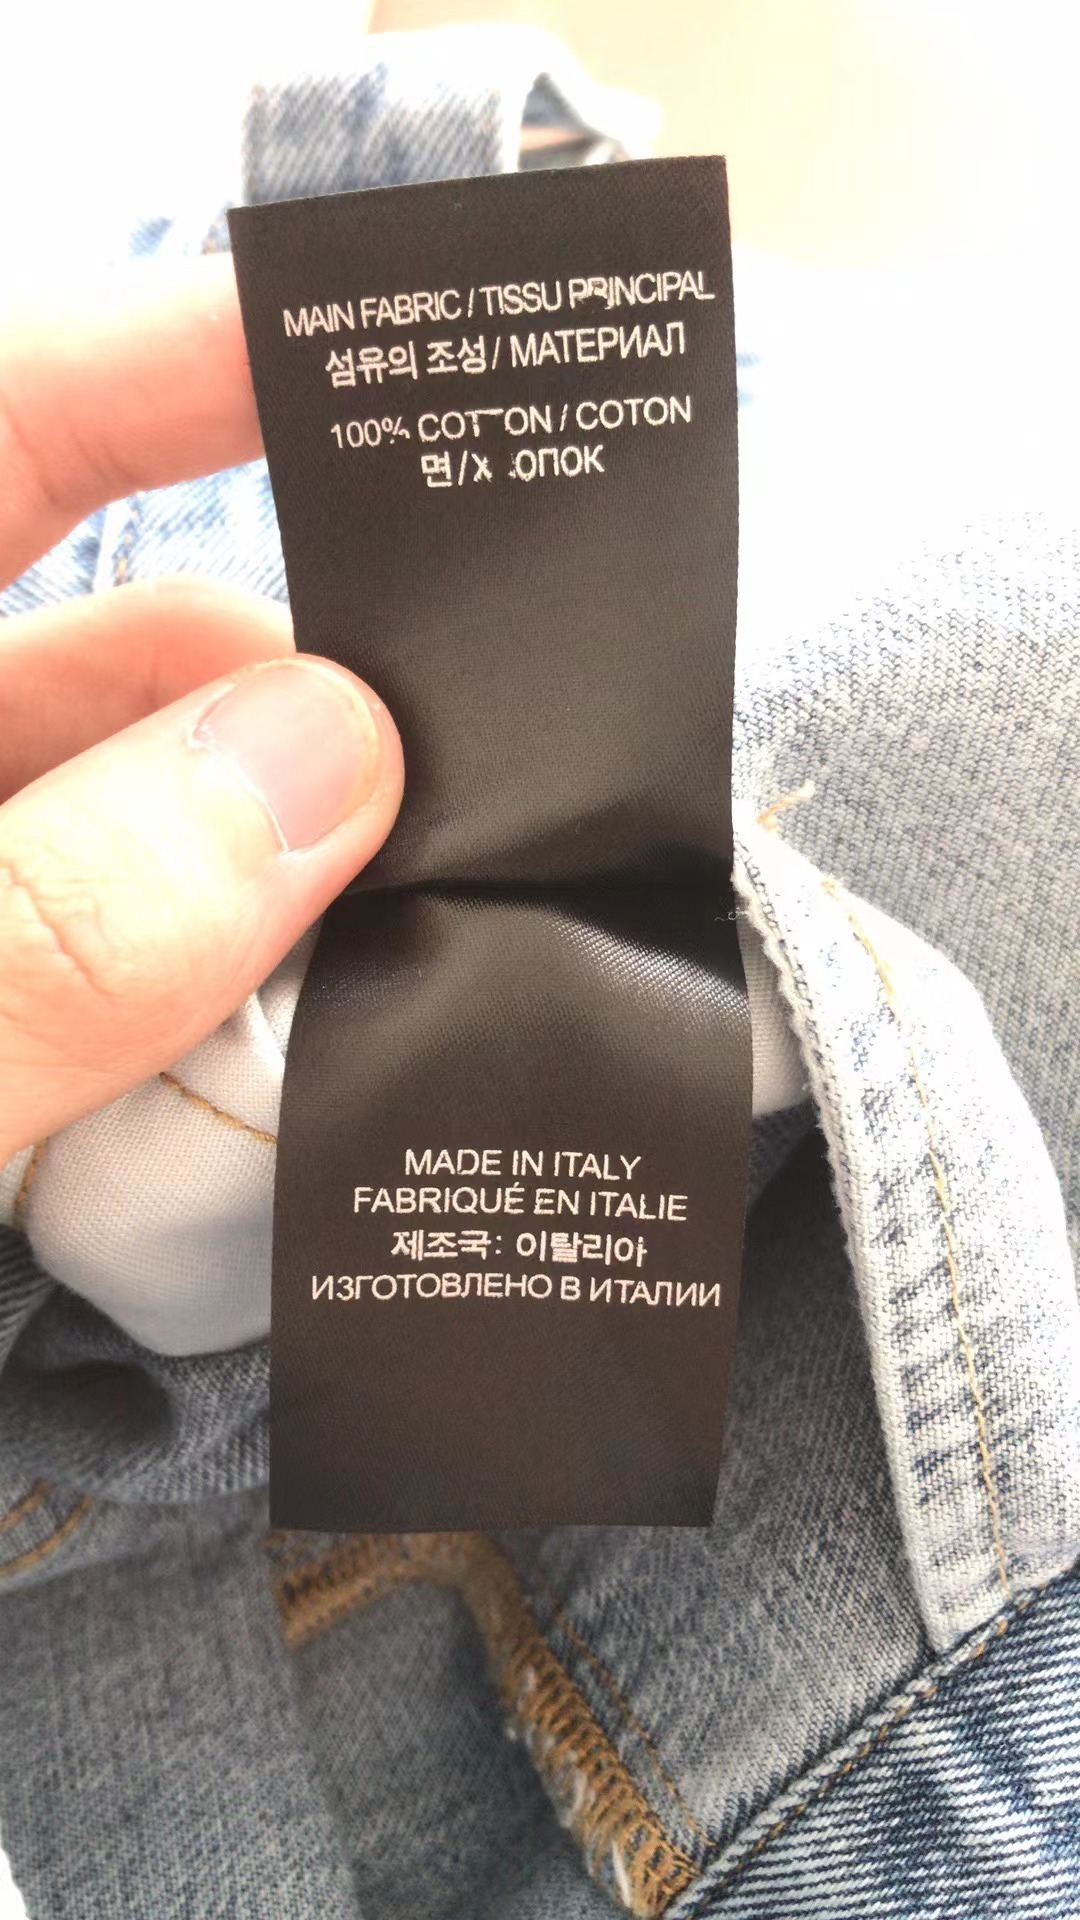 MAIN FABRIC / TISSU PRINCIPAL
섬유의 조성 / МАТЕРИАЛ
100% COTTON / COTON
면 / ХЛОПОК
MADE IN ITALY
FABRIQUÉ EN ITALIE
제조국: 이탈리아
ИЗГОТОВЛЕНО В ИТАЛИИ